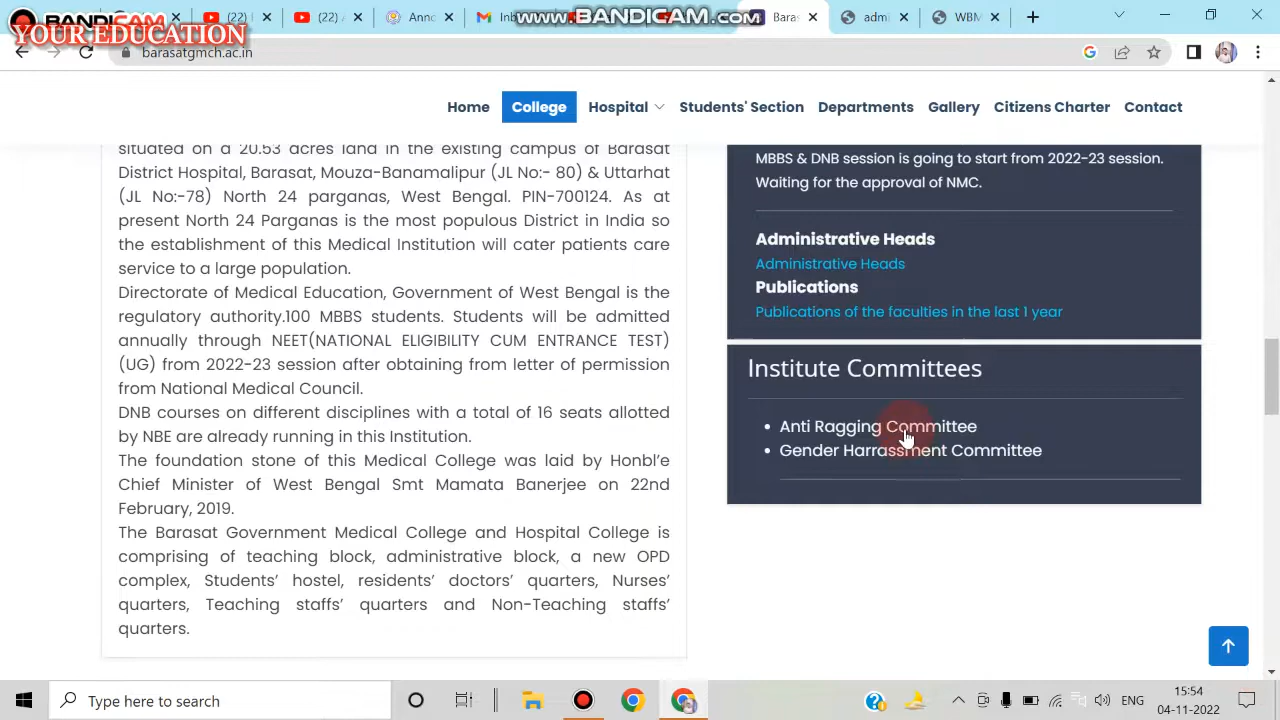 BANDICAM
www.BANDICAM.com
YOUR EDUCATION
(22)
(22)
Anno
Inb
Bara
adm
WBM
barasatgmch.ac.in
Home College Hospital Students' Section Departments Gallery Citizens Charter Contact
situated on a 20.53 acres land in the existing campus of Barasat
District Hospital, Barasat, Mouza-Banamalipur (JL No:- 80) & Uttarhat
(JL No:-78) North 24 parganas, West Bengal. PIN-700124. As at
present North 24 Parganas is the most populous District in India so
the establishment of this Medical Institution will cater patients care
service to a large population.
Directorate of Medical Education, Government of West Bengal is the
regulatory authority.100 MBBS students. Students will be admitted
annually through NEET(NATIONAL ELIGIBILITY CUM ENTRANCE TEST)
(UG) from 2022-23 session after obtaining from letter of permission
from National Medical Council.
DNB courses on different disciplines with a total of 16 seats allotted
by NBE are already running in this Institution.
The foundation stone of this Medical College was laid by Honbl’e
Chief Minister of West Bengal Smt Mamata Banerjee on 22nd
February, 2019.
The Barasat Government Medical College and Hospital College is
comprising of teaching block, administrative block, a new OPD
complex, Students’ hostel, residents’ doctors’ quarters, Nurses’
quarters, Teaching staffs’ quarters and Non-Teaching staffs’
quarters.
MBBS & DNB session is going to start from 2022-23 session.
Waiting for the approval of NMC.
Administrative Heads
Administrative Heads
Publications
Publications of the faculties in the last 1 year
Institute Committees
Anti Ragging Committee
Gender Harrassment Committee
Type here to search
ENG
15:54
04-11-2022